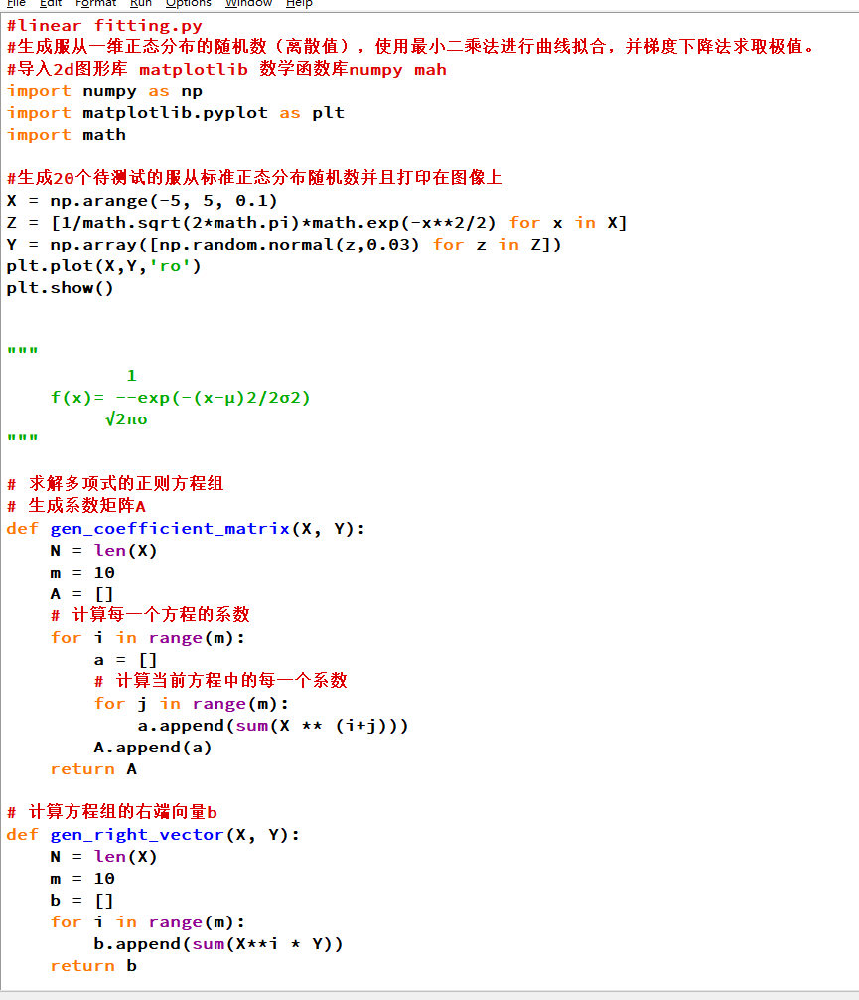 File Edit Format Run Options Window Help
#linear fitting.py
#生成服从一维正态分布的随机数（离散值），使用最小二乘法进行曲线拟合，并梯度下降法求取极值。
#导入2d图形库 matplotlib 数学函数库numpy mah
import numpy as np
import matplotlib.pyplot as plt
import math
#生成20个待测试的服从标准正态分布随机数并且打印在图像上
X = np.arange(-5, 5, 0.1)
Z = [1/math.sqrt(2*math.pi)*math.exp(-x**2/2) for x in X]
Y = np.array([np.random.normal(z,0.03) for z in Z])
plt.plot(X,Y,'ro')
plt.show()
"""
1
f(x)= --exp(-(x-μ)2/2σ2)
√2πσ
"""
# 求解多项式的正则方程组
# 生成系数矩阵A
def gen_coefficient_matrix(X, Y):
    N = len(X)
    m = 10
    A = []
    # 计算每一个方程的系数
    for i in range(m):
        a = []
        # 计算当前方程中的每一个系数
        for j in range(m):
            a.append(sum(X ** (i+j)))
        A.append(a)
    return A
# 计算方程组的右端向量b
def gen_right_vector(X, Y):
    N = len(X)
    m = 10
    b = []
    for i in range(m):
        b.append(sum(X**i * Y))
    return b